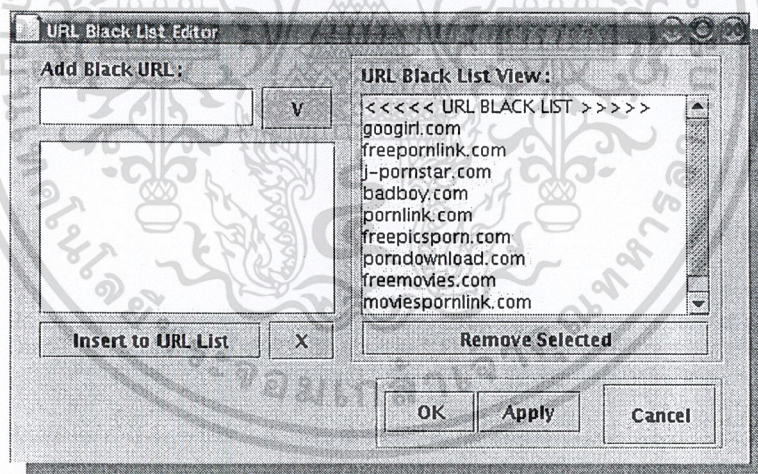 URL Black List Editor
Add Black URL:
V
Insert to URL List
X
URL Black List View:
<<<<< URL BLACK LIST >>>>>
googirl.com
freepornlink.com
j-pornstar.com
badboy.com
pornlink.com
freepicsporn.com
porndownload.com
freemovies.com
moviespornlink.com
Remove Selected
OK
Apply
Cancel